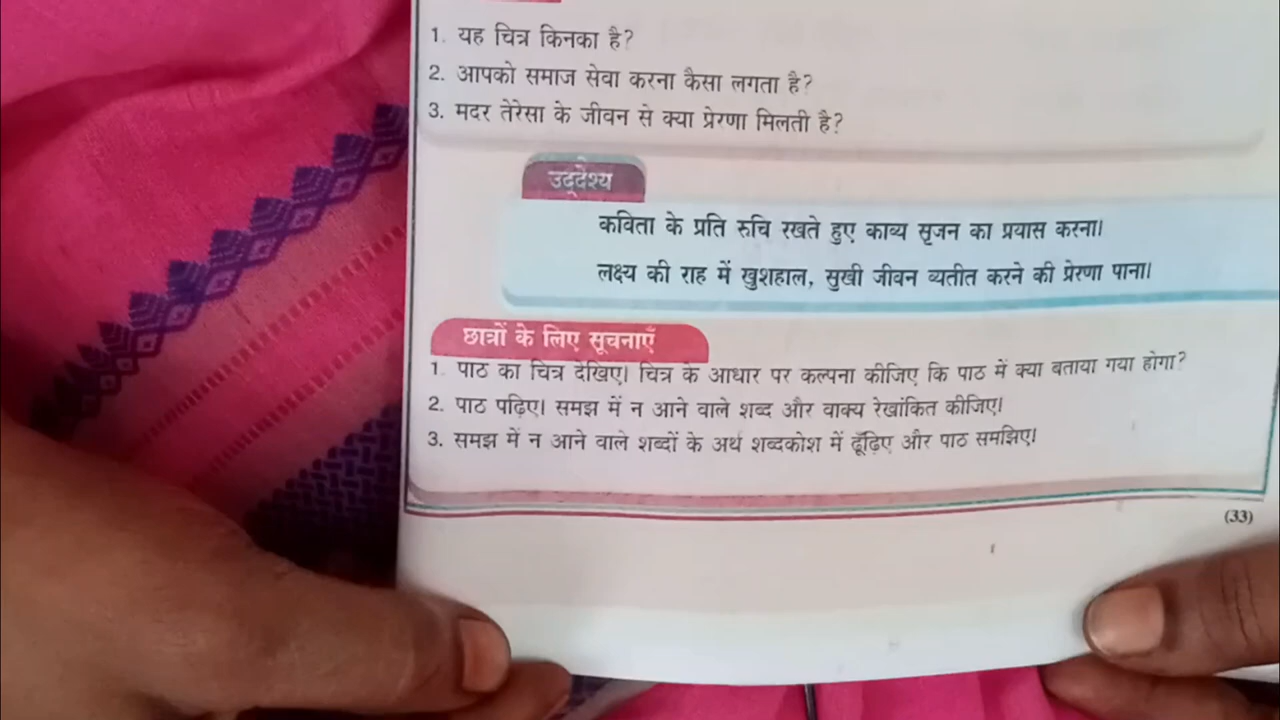 1. यह चित्र किनका है?
2. आपको समाज सेवा करना कैसा लगता है?
3. मदर तेरेसा के जीवन से क्या प्रेरणा मिलती है?
उद्देश्य
कविता के प्रति रुचि रखते हुए काव्य सृजन का प्रयास करना।
लक्ष्य की राह में खुशहाल, सुखी जीवन व्यतीत करने की प्रेरणा पाना।
छात्रों के लिए सूचनाएँ
1. पाठ का चित्र देखिए। चित्र के आधार पर कल्पना कीजिए कि पाठ में क्या बताया गया होगा?
2. पाठ पढ़िए। समझ में न आने वाले शब्द और वाक्य रेखांकित कीजिए।
3. समझ में न आने वाले शब्दों के अर्थ शब्दकोश में ढूँढ़िए और पाठ समझिए।
(33)